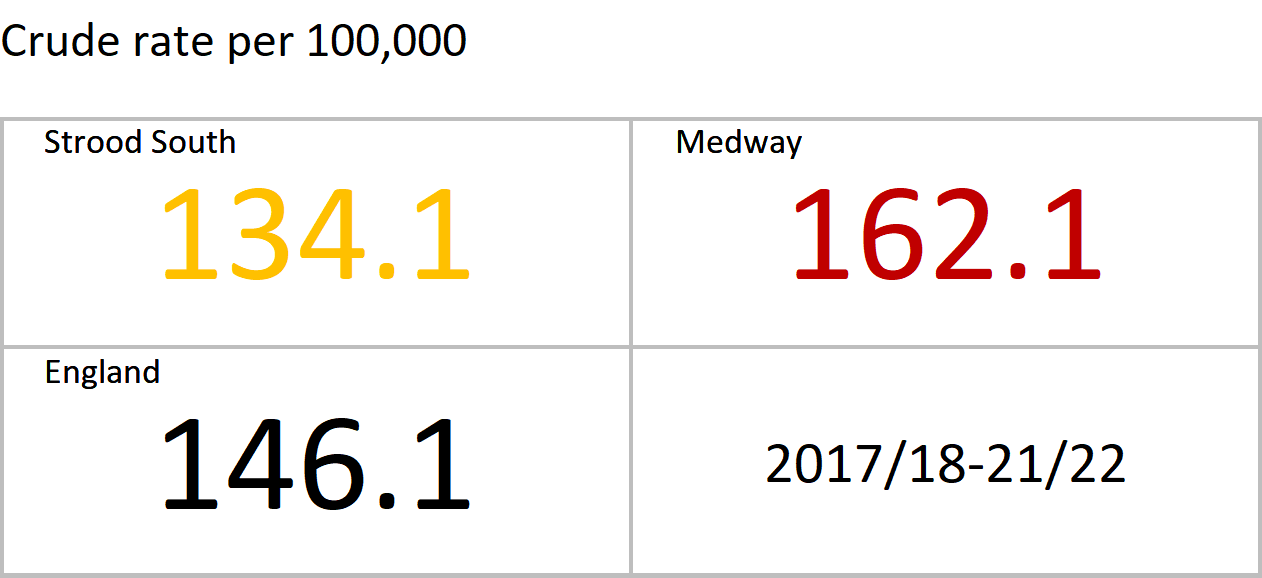 Crude rate per 100,000
Strood South
134.1
Medway
162.1
England
146.1
2017/18-21/22